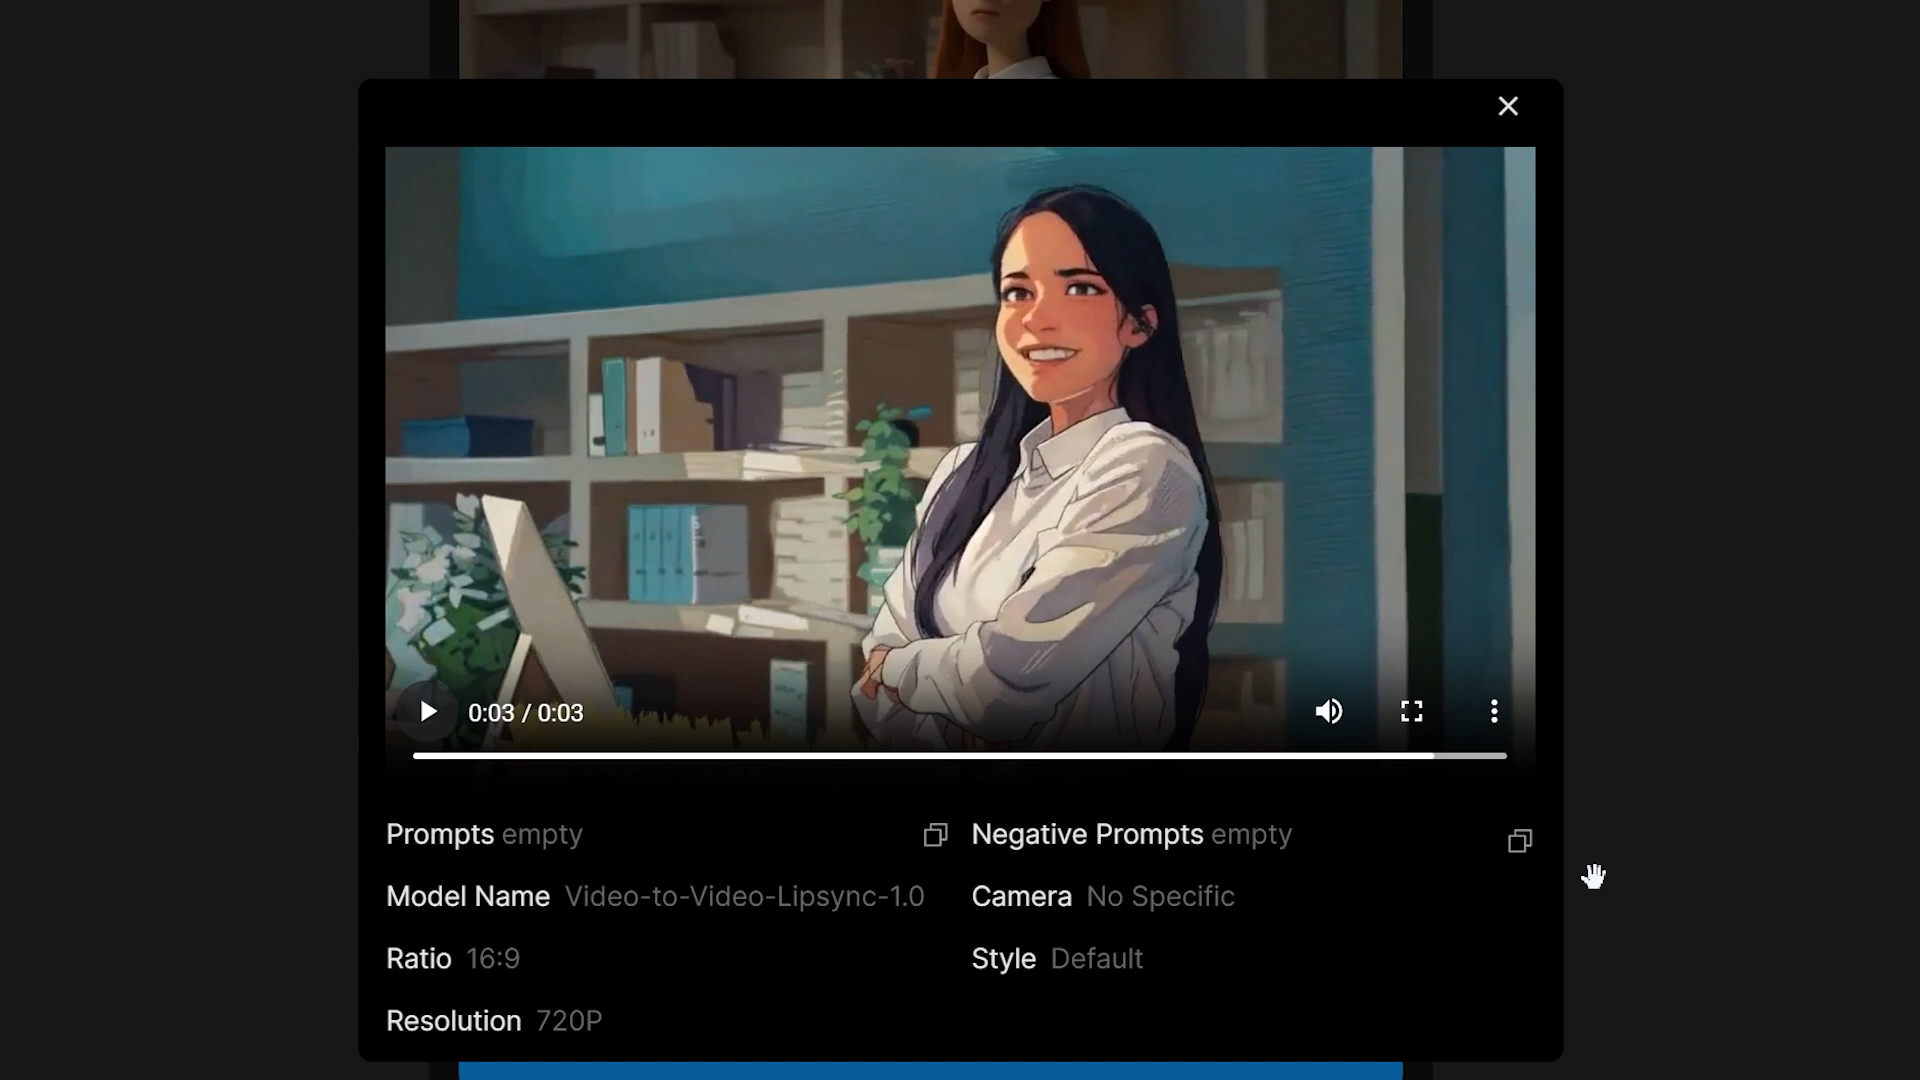 0:03 / 0:03
Prompts empty
Negative Prompts empty
Model Name Video-to-Video-Lipsync-1.0
Camera No Specific
Ratio 16:9
Style Default
Resolution 720P